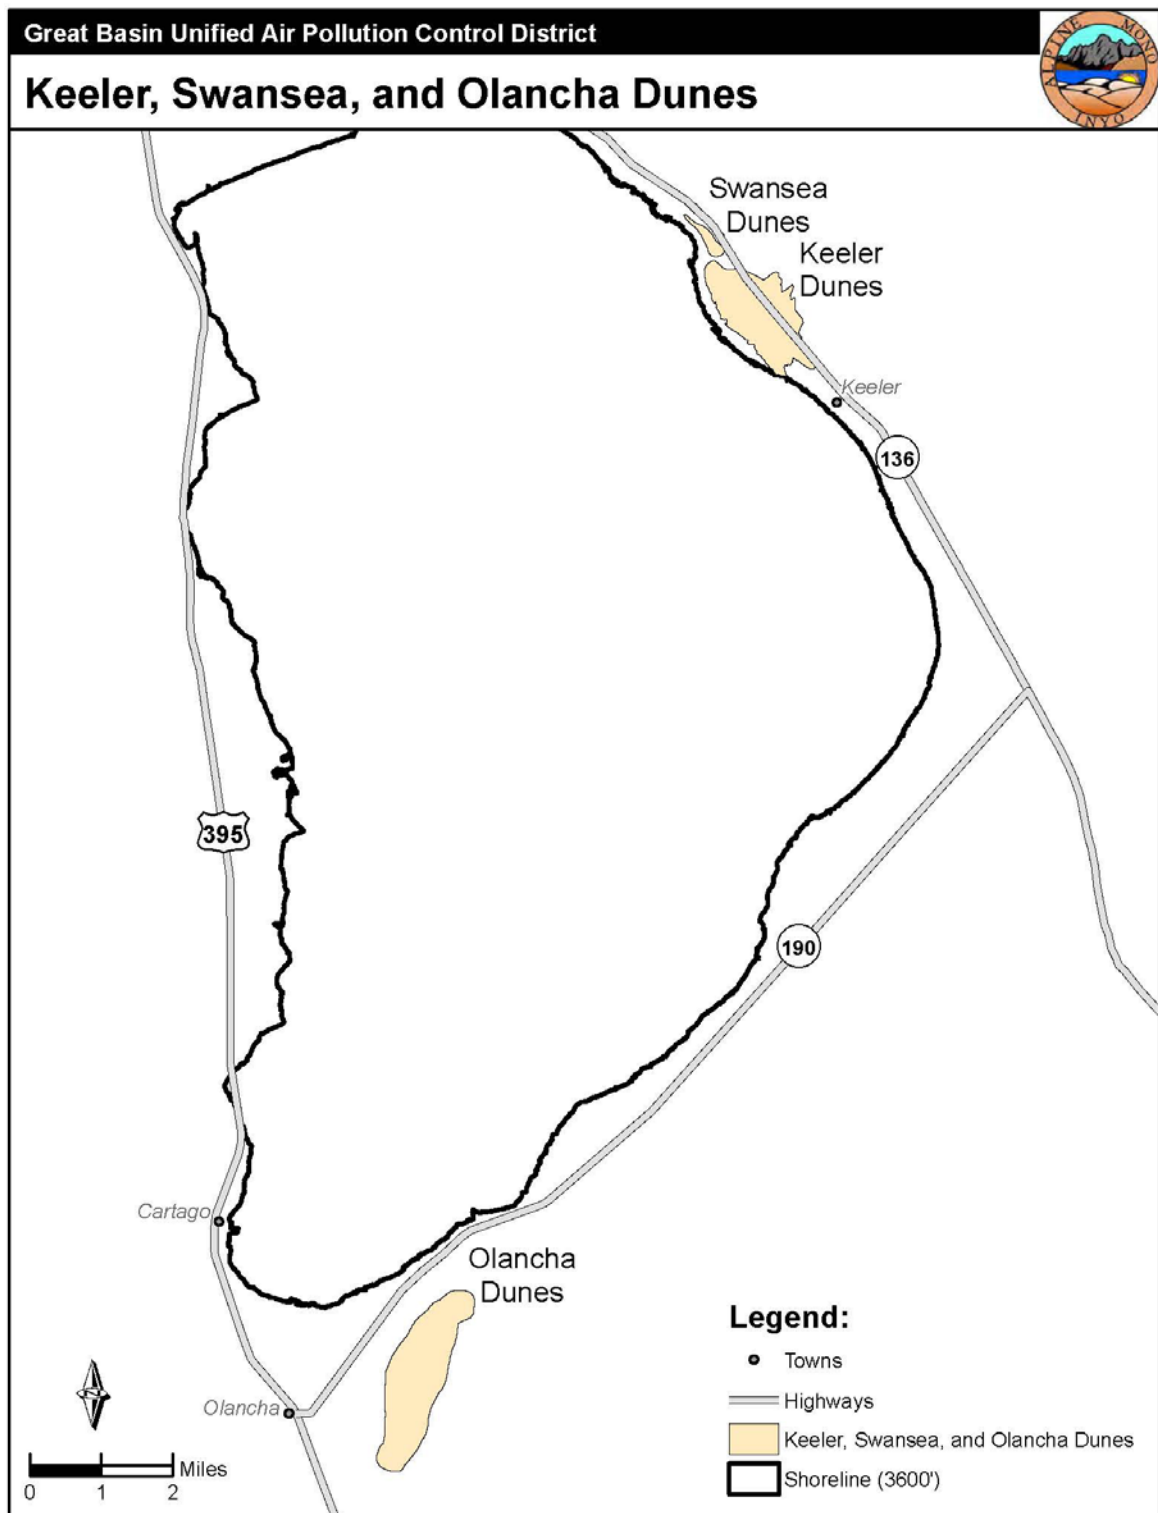 Great Basin Unified Air Pollution Control District
Keeler, Swansea, and Olancha Dunes
ALPINE MONO INYO
Swansea
Dunes
Keeler
Dunes
Keeler
136
395
190
Cartago
Olancha
Dunes
Olancha
N
Miles
0 1 2
Legend:
Towns
Highways
Keeler, Swansea, and Olancha Dunes
Shoreline (3600')